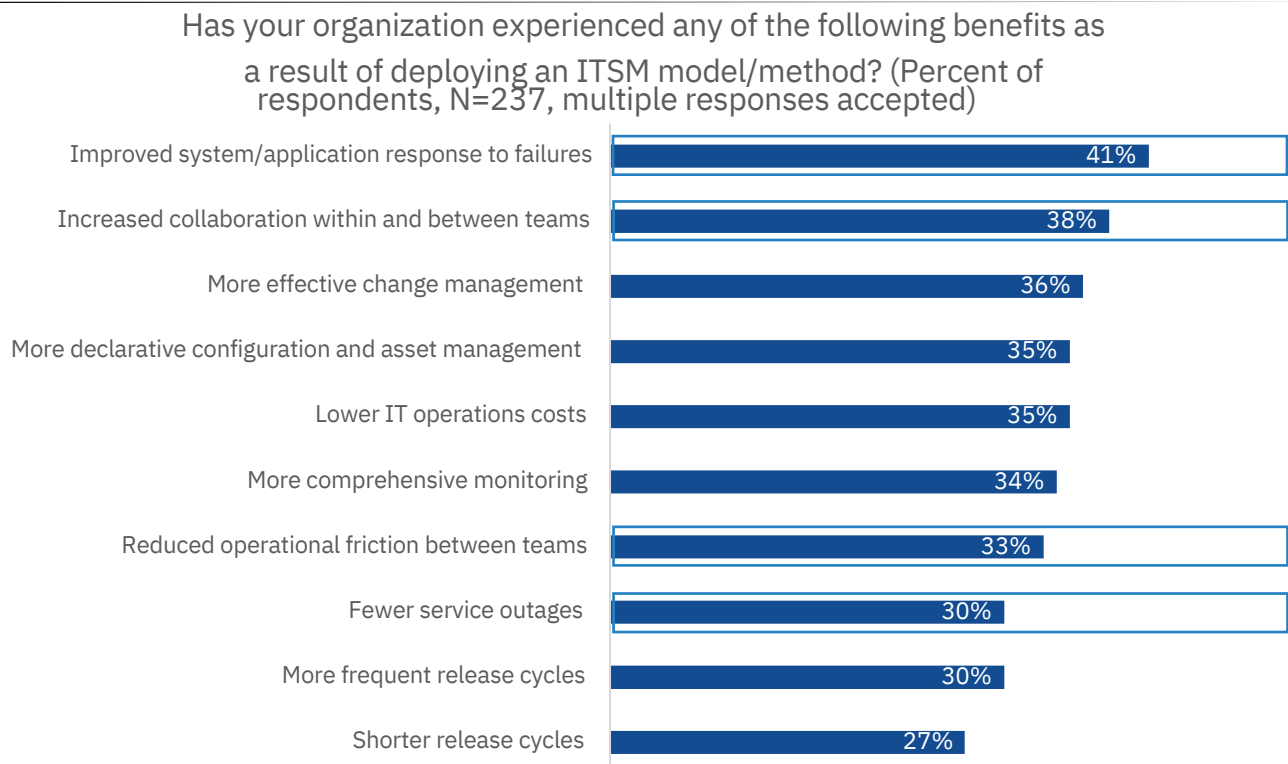 Has your organization experienced any of the following benefits as
a result of deploying an ITSM model/method? (Percent of
respondents, N=237, multiple responses accepted)
Improved system/application response to failures 41%
Increased collaboration within and between teams 38%
More effective change management 36%
More declarative configuration and asset management 35%
Lower IT operations costs 35%
More comprehensive monitoring 34%
Reduced operational friction between teams 33%
Fewer service outages 30%
More frequent release cycles 30%
Shorter release cycles 27%